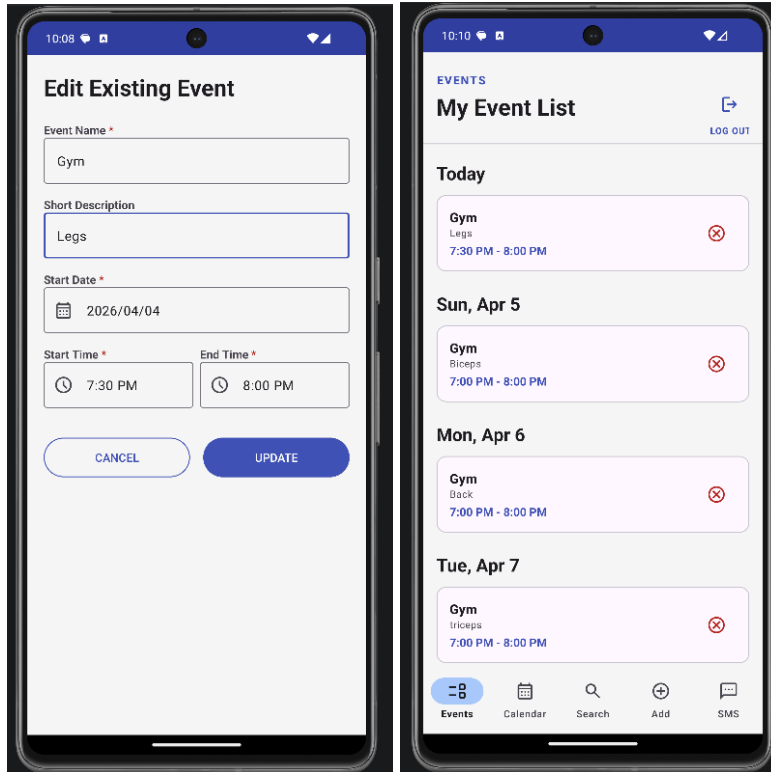 10:08
Edit Existing Event
Event Name *
Gym
Short Description
Legs
Start Date *
2026/04/04
Start Time * End Time *
7:30 PM 8:00 PM
CANCEL UPDATE
10:10
EVENTS
My Event List
LOG OUT
Today
Gym
Legs
7:30 PM - 8:00 PM
Sun, Apr 5
Gym
Biceps
7:00 PM - 8:00 PM
Mon, Apr 6
Gym
Back
7:00 PM - 8:00 PM
Tue, Apr 7
Gym
triceps
7:00 PM - 8:00 PM
Events Calendar Search Add SMS